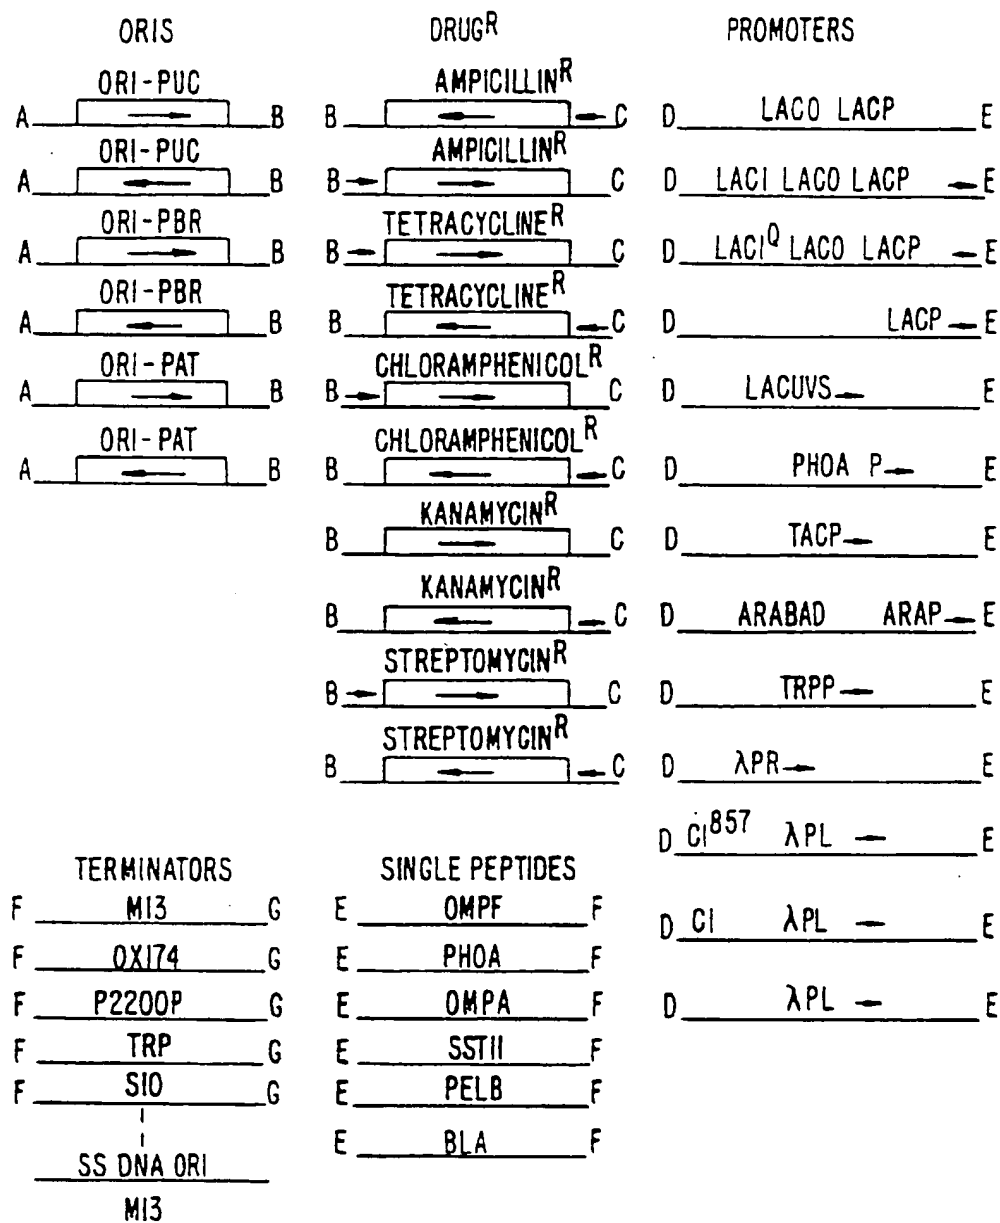 ORIS
ORI-PUC
A B
ORI-PUC
A B
ORI-PBR
A B
ORI-PBR
A B
ORI-PAT
A B
ORI-PAT
A B
DRUGR
AMPICILLINR
B C
AMPICILLINR
B C
TETRACYCLINER
B C
TETRACYCLINER
B C
CHLORAMPHENICOLR
B C
CHLORAMPHENICOLR
B C
KANAMYCINR
B C
KANAMYCINR
B C
STREPTOMYCINR
B C
STREPTOMYCINR
B C
PROMOTERS
D LACO LACP E
D LACI LACO LACP E
D LACIQ LACO LACP E
D LACP E
D LACUVS E
D PHOA P E
D TACP E
D ARABAD ARAP E
D TRPP E
D λPR E
D CI857 λPL E
D CI λPL E
D λPL E
TERMINATORS
F M13 G
F OX174 G
F P22OOP G
F TRP G
F S10 G
SS DNA ORI
M13
SINGLE PEPTIDES
E OMPF F
E PHOA F
E OMPA F
E SSTII F
E PELB F
E BLA F